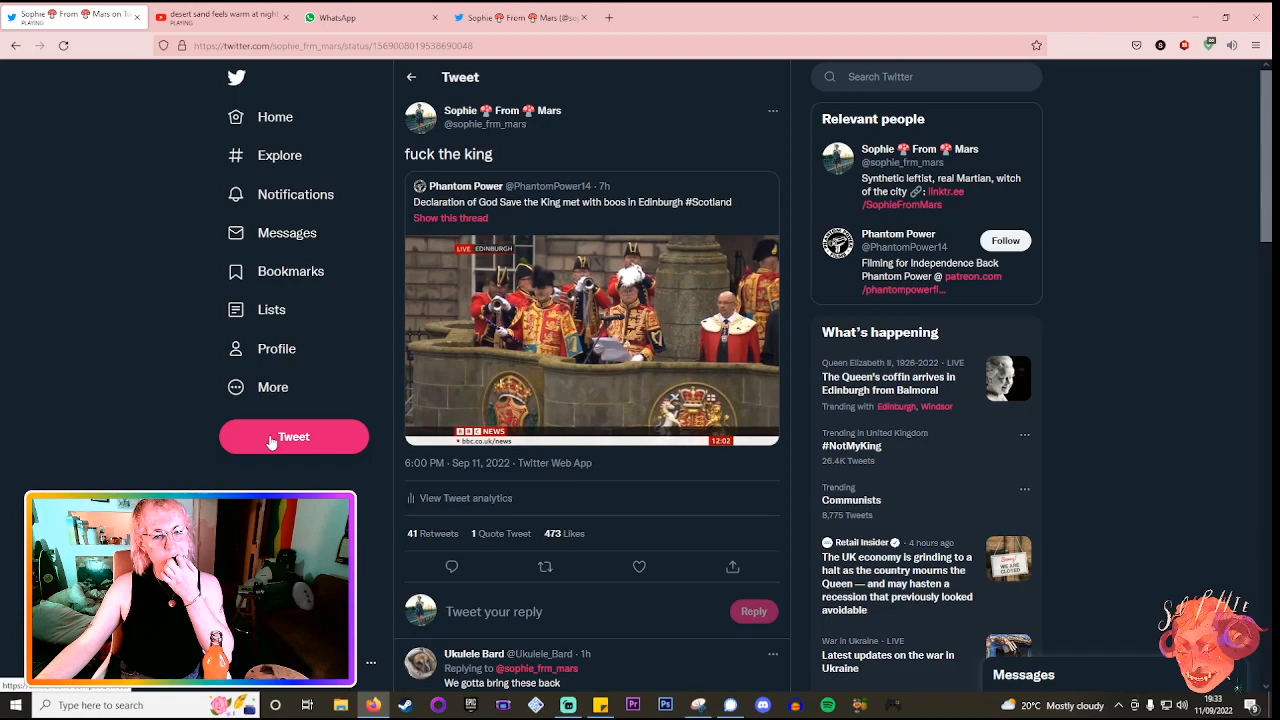 Sophie From Mars on Tw
PLAYING
desert sand feels warm at night
PLAYING
WhatsApp
Sophie From Mars (@so
https://twitter.com/sophie_frm_mars/status/1569008019538690048
Home
Explore
Notifications
Messages
Bookmarks
Lists
Profile
More
Tweet
Tweet
Sophie From Mars
@sophie_frm_mars
fuck the king
Phantom Power @PhantomPower14 · 7h
Declaration of God Save the King met with boos in Edinburgh #Scotland
Show this thread
LIVE EDINBURGH
BBC NEWS
bbc.co.uk/news
12:02
6:00 PM · Sep 11, 2022 · Twitter Web App
View Tweet analytics
41 Retweets 1 Quote Tweet 473 Likes
Tweet your reply
Reply
Ukulele Bard @Ukulele_Bard · 1h
Replying to @sophie_frm_mars
We gotta bring these back
Search Twitter
Relevant people
Sophie From Mars
@sophie_frm_mars
Synthetic leftist, real Martian, witch
of the city : linktr.ee
/SophieFromMars
Phantom Power
@PhantomPower14
Follow
Filming for Independence Back
Phantom Power @ patreon.com
/phantompowerfi...
What's happening
Queen Elizabeth II, 1926-2022 · LIVE
The Queen's coffin arrives in
Edinburgh from Balmoral
Trending with Edinburgh, Windsor
Trending in United Kingdom
#NotMyKing
26.4K Tweets
Trending
Communists
8,775 Tweets
Retail Insider · 4 hours ago
The UK economy is grinding to a
halt as the country mourns the
Queen — and may hasten a
recession that previously looked
avoidable
War in Ukraine · LIVE
Latest updates on the war in
Ukraine
Messages
Type here to search
20°C Mostly cloudy
19:33
11/09/2022